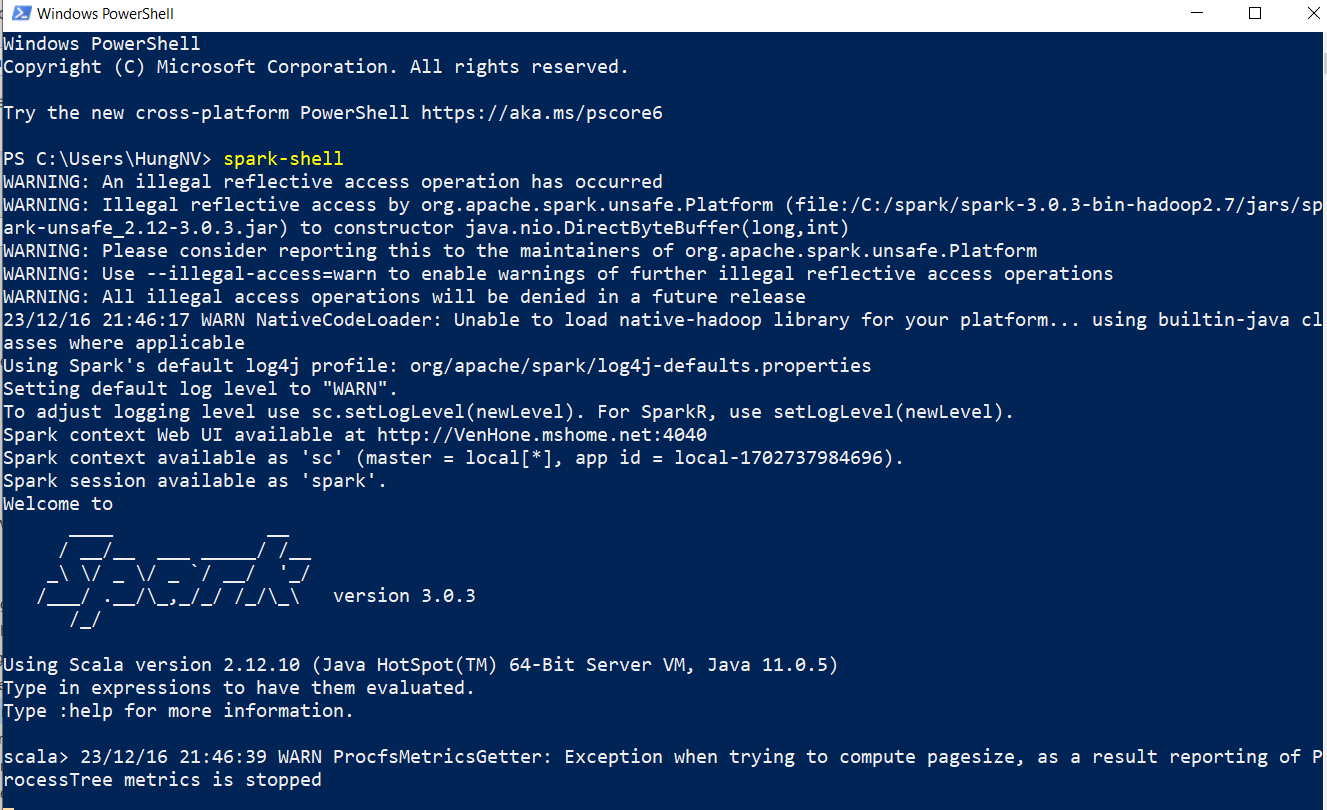 Windows PowerShell
Windows PowerShell
Copyright (C) Microsoft Corporation. All rights reserved.
Try the new cross-platform PowerShell https://aka.ms/pscore6
PS C:\Users\HungNV> spark-shell
WARNING: An illegal reflective access operation has occurred
WARNING: Illegal reflective access by org.apache.spark.unsafe.Platform (file:/C:/spark/spark-3.0.3-bin-hadoop2.7/jars/sp
ark-unsafe_2.12-3.0.3.jar) to constructor java.nio.DirectByteBuffer(long,int)
WARNING: Please consider reporting this to the maintainers of org.apache.spark.unsafe.Platform
WARNING: Use --illegal-access=warn to enable warnings of further illegal reflective access operations
WARNING: All illegal access operations will be denied in a future release
23/12/16 21:46:17 WARN NativeCodeLoader: Unable to load native-hadoop library for your platform... using builtin-java cl
asses where applicable
Using Spark's default log4j profile: org/apache/spark/log4j-defaults.properties
Setting default log level to "WARN".
To adjust logging level use sc.setLogLevel(newLevel). For SparkR, use setLogLevel(newLevel).
Spark context Web UI available at http://VenHone.mshome.net:4040
Spark context available as 'sc' (master = local[*], app id = local-1702737984696).
Spark session available as 'spark'.
Welcome to
      ____              __
     / __/__  ___ _____/ /__
    _\ \/ _ \/ _ `/ __/  '_/
   /___/ .__/\_,_/_/ /_/\_\   version 3.0.3
      /_/
Using Scala version 2.12.10 (Java HotSpot(TM) 64-Bit Server VM, Java 11.0.5)
Type in expressions to have them evaluated.
Type :help for more information.
scala> 23/12/16 21:46:39 WARN ProcfsMetricsGetter: Exception when trying to compute pagesize, as a result reporting of P
rocessTree metrics is stopped